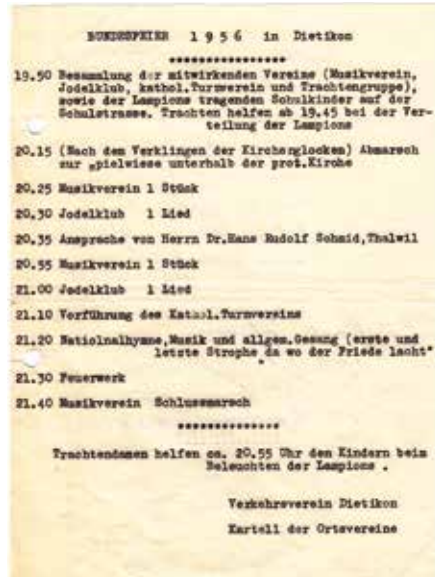 BUNDESFEIER 1 9 5 6 in Dietikon
****************
19.50 Besammlung der mitwirkenden Vereine (Musikverein,
Jodelklub, kathol.Turnverein und Trachtengruppe),
sowie der Lampions tragenden Schulkinder auf der
Schulstrasse. Trachten helfen ab 19.45 bei der Ver-
teilung der Lampions
20.15 (Nach dem Verklingen der Kirchenglocken) Abmarsch
zur „pielwiese unterhalb der prot.Kirche
20.25 Musikverein 1 Stück
20.30 Jodelklub 1 Lied
20.35 Ansprache von Herrn Dr.Hans Rudolf Schmid,Thalwil
20.55 Musikverein 1 Stück
21.00 Jodelklub 1 Lied
21.10 Vorführung des Kathol.Turnvereins
21.20 Natiolnalhymne,Musik und allgem.Gesang (erste und
letzte Strophe „da wo der Friede lacht"
21.30 Feuerwerk
21.40 Musikverein Schlussmarsch
***************
Trachtendamen helfen ca. 20.55 Uhr den Kindern beim
Beleuchten der Lampions .
Verkehrsverein Dietikon
Kartell der Ortsvereine